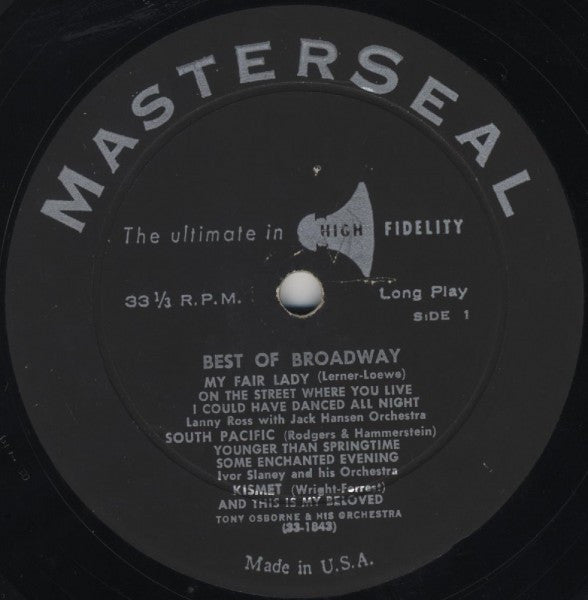 MASTERSEAL
The ultimate in HIGH FIDELITY
33 1/3 R.P.M. Long Play
SIDE 1
BEST OF BROADWAY
MY FAIR LADY (Lerner-Loewe)
ON THE STREET WHERE YOU LIVE
I COULD HAVE DANCED ALL NIGHT
Lanny Ross with Jack Hansen Orchestra
SOUTH PACIFIC (Rodgers & Hammerstein)
YOUNGER THAN SPRINGTIME
SOME ENCHANTED EVENING
Ivor Slaney and his Orchestra
KISMET (Wright-Forrest)
AND THIS IS MY BELOVED
TONY OSBORNE & HIS ORCHESTRA
(33-1843)
Made in U.S.A.